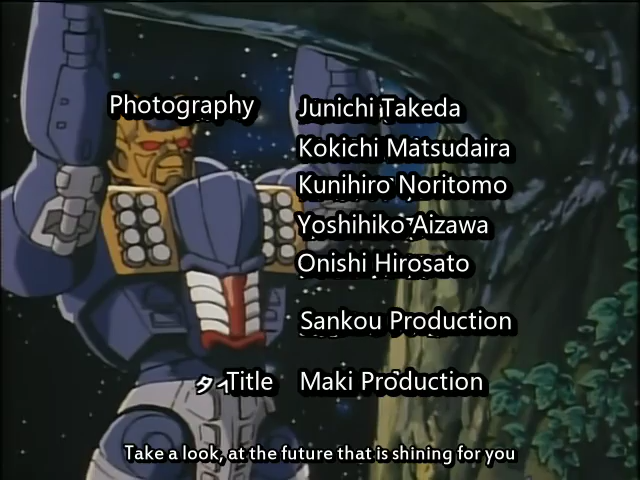 Photography Junichi Takeda
Kokichi Matsudaira
Kunihiro Noritomo
Yoshihiko Aizawa
Onishi Hirosato
Sankou Production
タイ Title Maki Production
Take a look, at the future that is shining for you